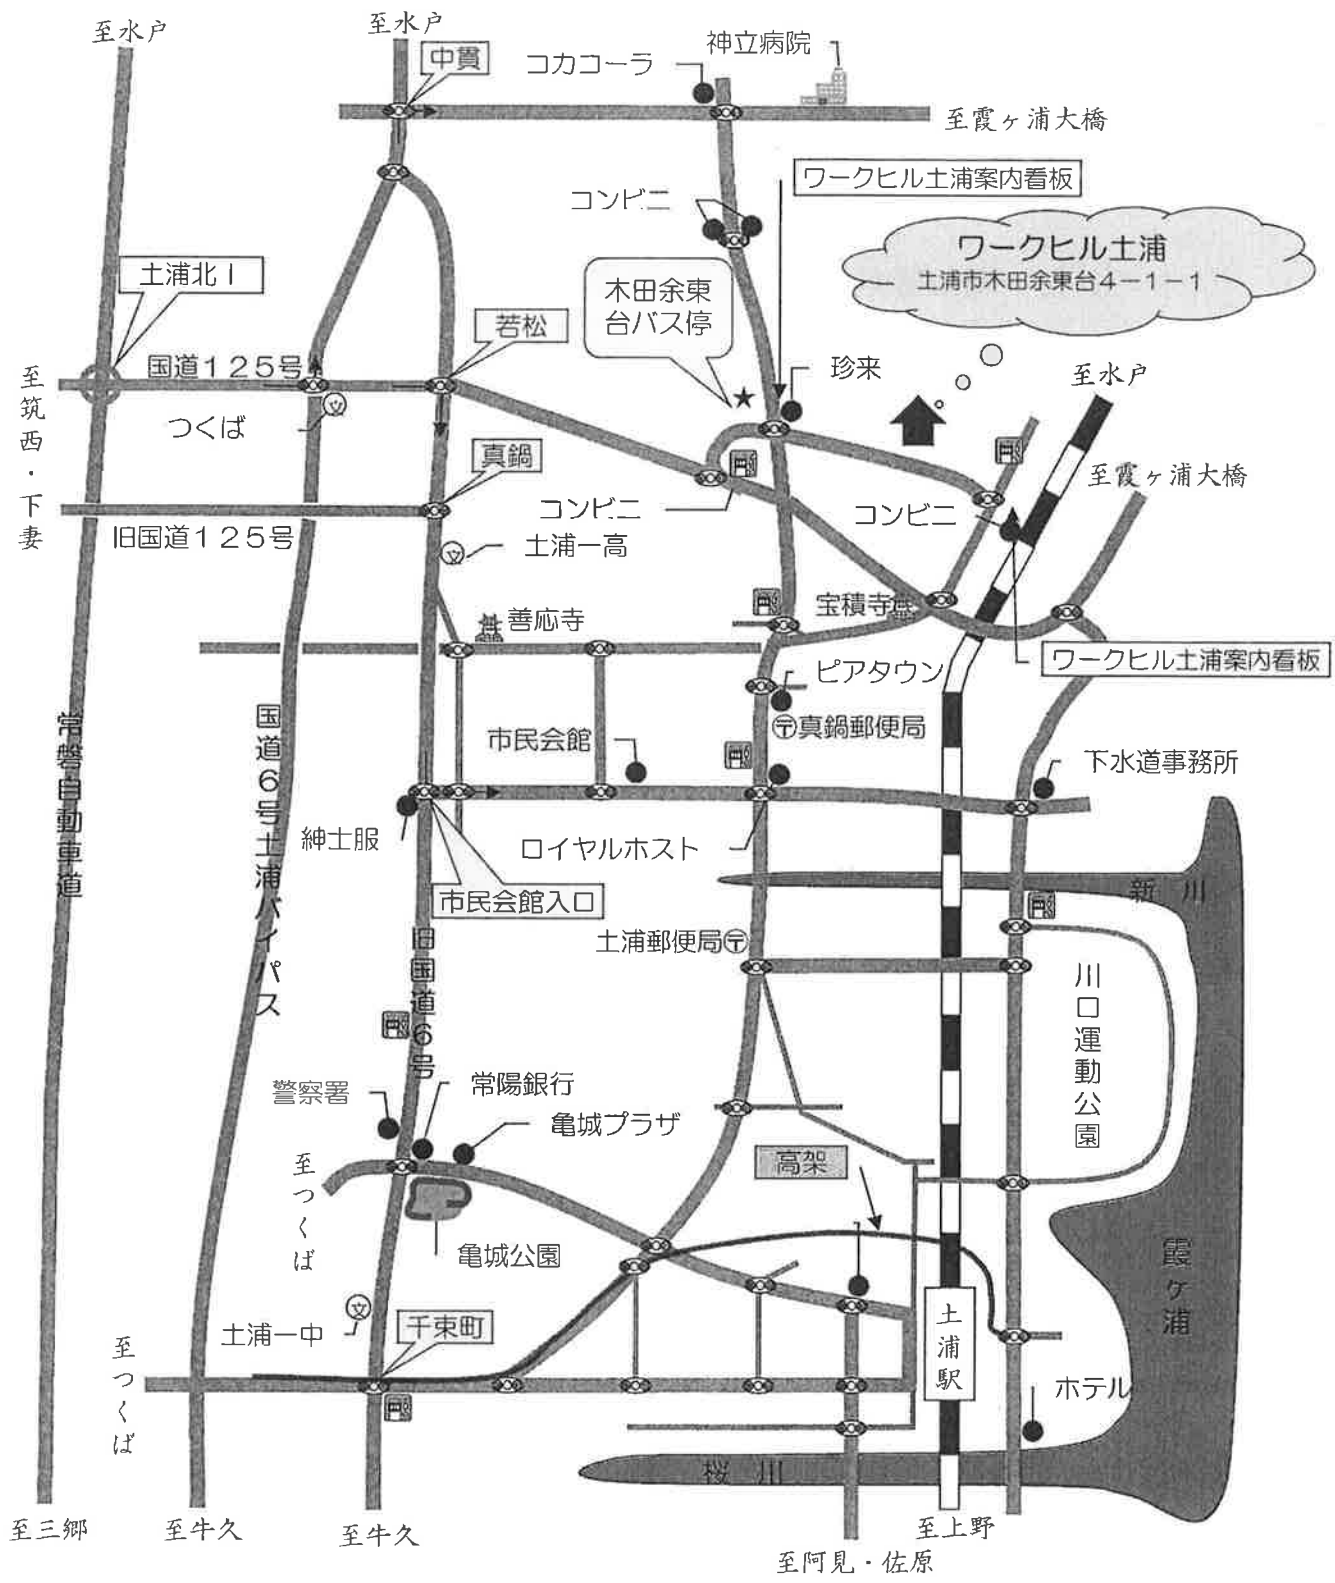 至水戸
至水戸
中貫
コカコーラ
神立病院
至霞ヶ浦大橋
ワークヒル土浦案内看板
コンビニ
ワークヒル土浦
土浦市木田余東台4-1-1
土浦北I
木田余東
台バス停
若松
国道125号
至筑西・下妻
珍来
至水戸
つくば
真鍋
至霞ヶ浦大橋
コンビニ
コンビニ
旧国道125号
土浦一高
宝積寺
善応寺
ワークヒル土浦案内看板
ピアタウン
〒真鍋郵便局
常磐自動車道
国道6号土浦バイパス
市民会館
下水道事務所
紳士服
ロイヤルホスト
市民会館入口
新川
旧国道6号
土浦郵便局〒
川口運動公園
警察署
常陽銀行
亀城プラザ
高架
至つくば
亀城公園
霞ヶ浦
土浦一中
千束町
土浦駅
至つくば
ホテル
桜川
至三郷
至牛久
至牛久
至上野
至阿見・佐原